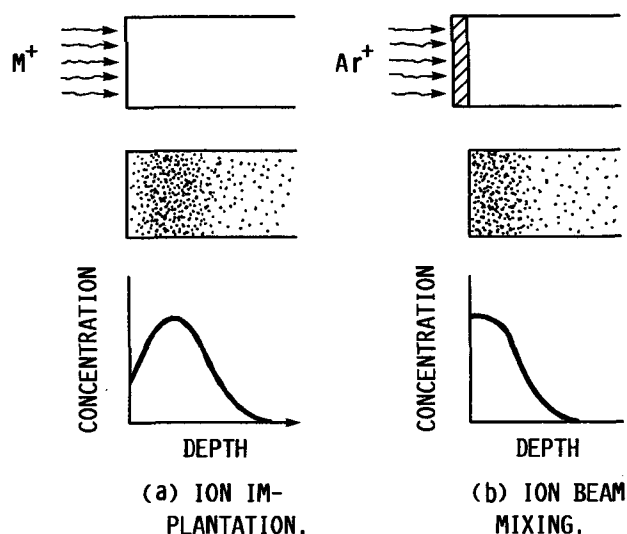 M+
Ar+
CONCENTRATION
DEPTH
CONCENTRATION
DEPTH
(a) ION IM-
PLANTATION.
(b) ION BEAM
MIXING.